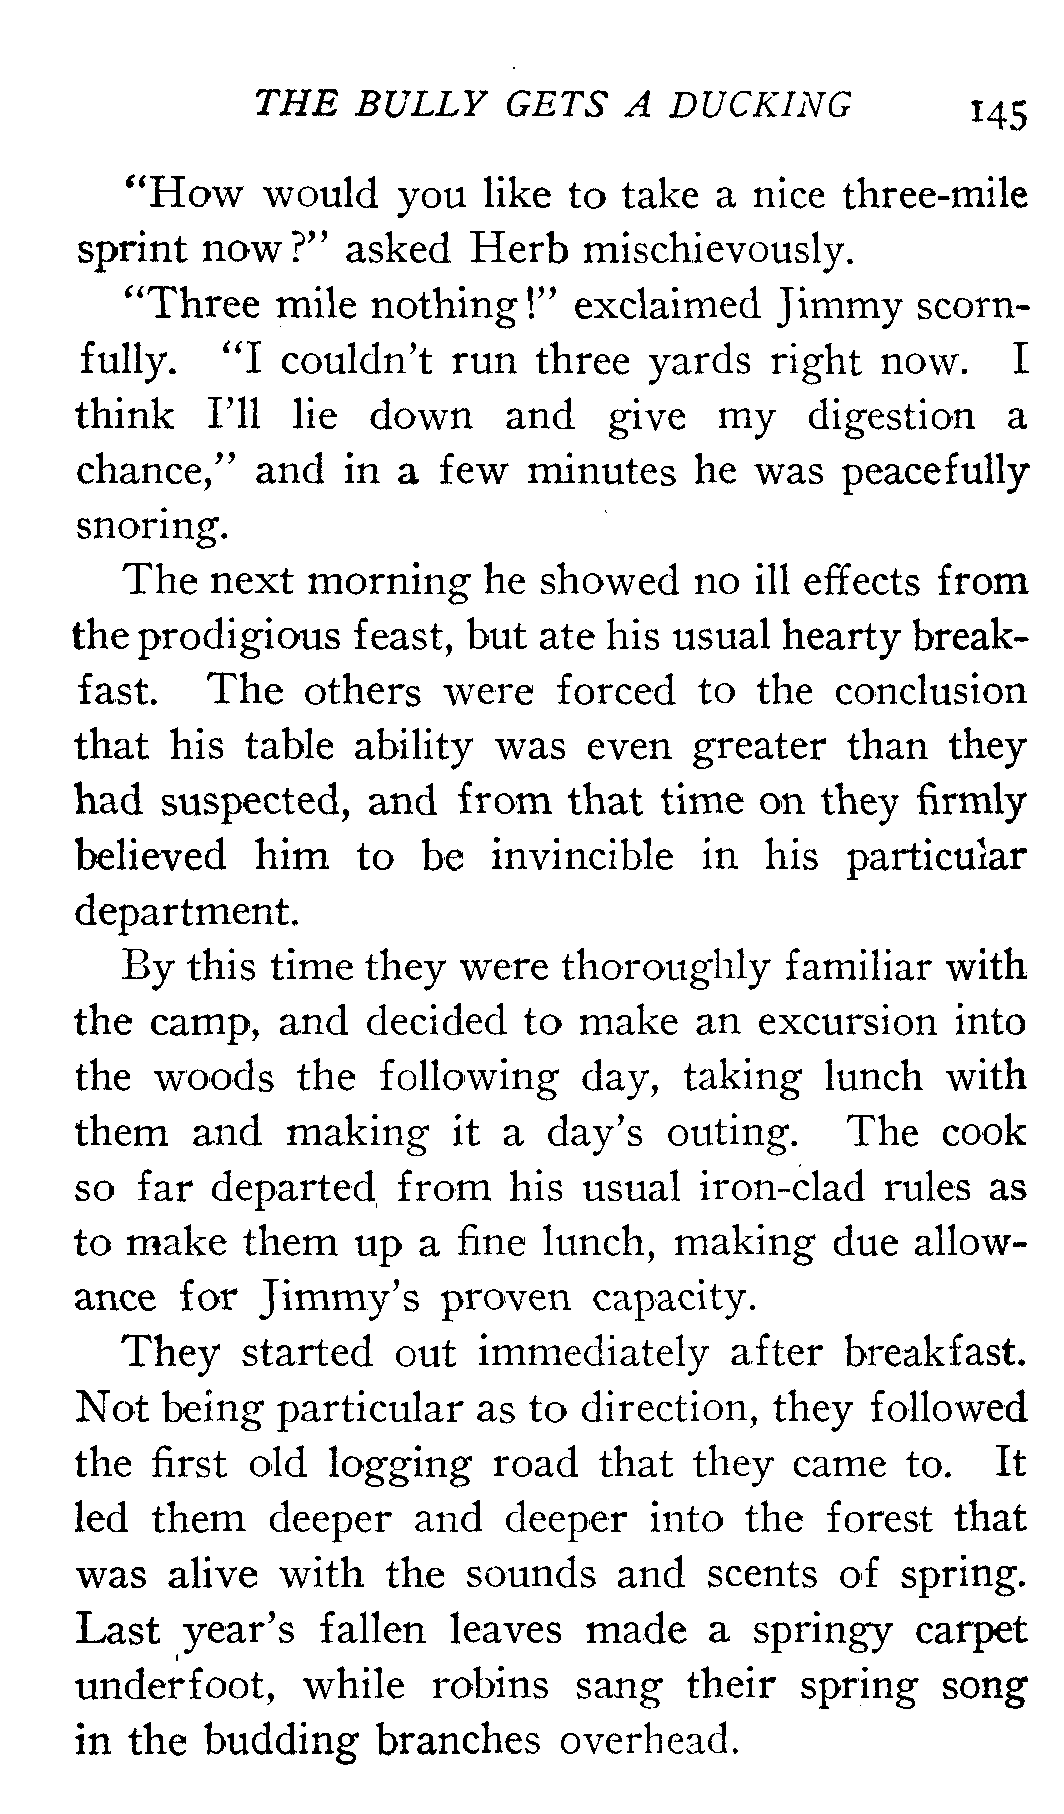 THE BULLY GETS A DUCKING 145
“How would you like to take a nice three-mile
sprint now?” asked Herb mischievously.
“Three mile nothing!” exclaimed Jimmy scorn-
fully. “I couldn’t run three yards right now. I
think I’ll lie down and give my digestion a
chance,” and in a few minutes he was peacefully
snoring.
The next morning he showed no ill effects from
the prodigious feast, but ate his usual hearty break-
fast. The others were forced to the conclusion
that his table ability was even greater than they
had suspected, and from that time on they firmly
believed him to be invincible in his particular
department.
By this time they were thoroughly familiar with
the camp, and decided to make an excursion into
the woods the following day, taking lunch with
them and making it a day’s outing. The cook
so far departed from his usual iron-clad rules as
to make them up a fine lunch, making due allow-
ance for Jimmy’s proven capacity.
They started out immediately after breakfast.
Not being particular as to direction, they followed
the first old logging road that they came to. It
led them deeper and deeper into the forest that
was alive with the sounds and scents of spring.
Last year’s fallen leaves made a springy carpet
underfoot, while robins sang their spring song
in the budding branches overhead.